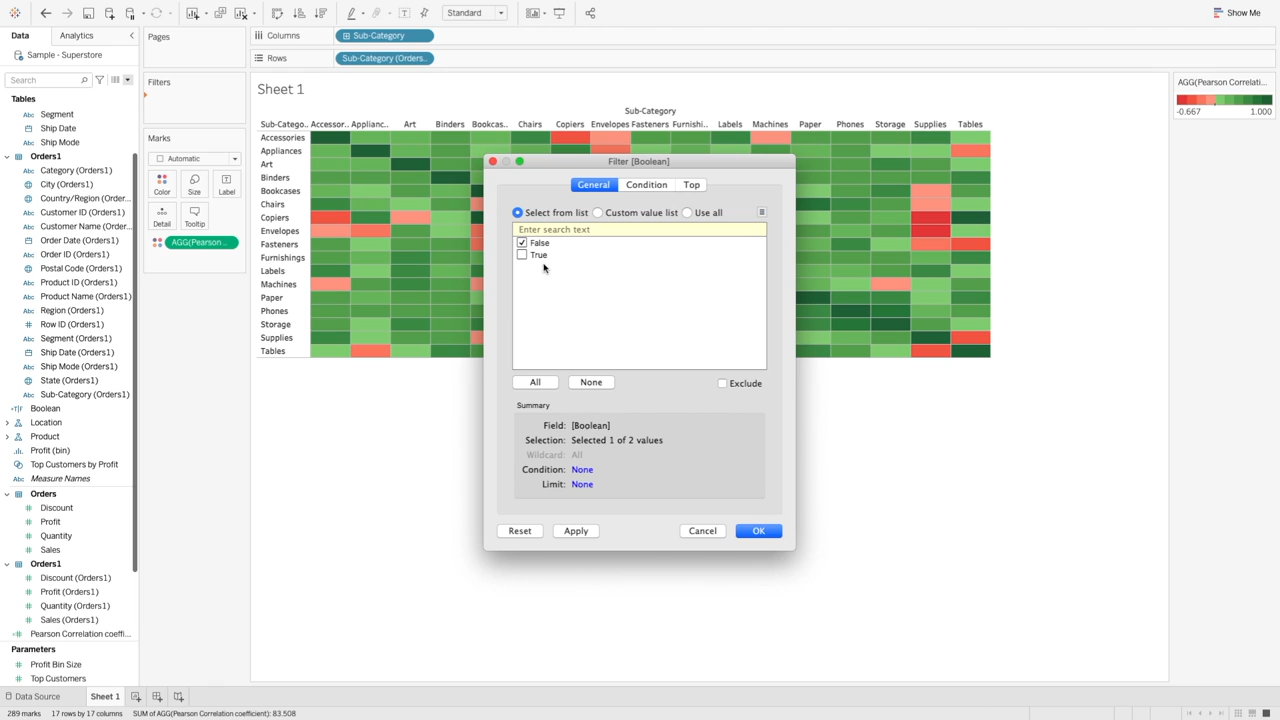 Standard
Show Me
Data
Analytics
Pages
Columns
Sub-Category
Sample - Superstore
Rows
Sub-Category (Orders..
Search
Filters
Sheet 1
AGG(Pearson Correlati...
-0.667
1.000
Tables
Segment
Ship Date
Ship Mode
Orders1
Category (Orders1)
City (Orders1)
Country/Region (Order...
Customer ID (Orders1)
Customer Name (Order...
Order Date (Orders1)
Order ID (Orders1)
Postal Code (Orders1)
Product ID (Orders1)
Product Name (Orders1)
Region (Orders1)
Row ID (Orders1)
Segment (Orders1)
Ship Date (Orders1)
Ship Mode (Orders1)
State (Orders1)
Sub-Category (Orders1)
Boolean
Location
Product
Profit (bin)
Top Customers by Profit
Measure Names
Orders
Discount
Profit
Quantity
Sales
Orders1
Discount (Orders1)
Profit (Orders1)
Quantity (Orders1)
Sales (Orders1)
Pearson Correlation coeffi...
Parameters
Profit Bin Size
Top Customers
Marks
Automatic
Color
Size
Label
Detail
Tooltip
AGG(Pearson ..
Sub-Category
Sub-Catego.. Accessor.. Applianc.. Art Binders Bookcas.. Chairs Copiers Envelopes Fasteners Furnishi.. Labels Machines Paper Phones Storage Supplies Tables
Accessories
Appliances
Art
Binders
Bookcases
Chairs
Copiers
Envelopes
Fasteners
Furnishings
Labels
Machines
Paper
Phones
Storage
Supplies
Tables
Filter [Boolean]
General
Condition
Top
Select from list
Custom value list
Use all
Enter search text
False
True
All
None
Exclude
Summary
Field: [Boolean]
Selection: Selected 1 of 2 values
Wildcard: All
Condition: None
Limit: None
Reset
Apply
Cancel
OK
Data Source
Sheet 1
289 marks
17 rows by 17 columns
SUM of AGG(Pearson Correlation coefficient): 83.508